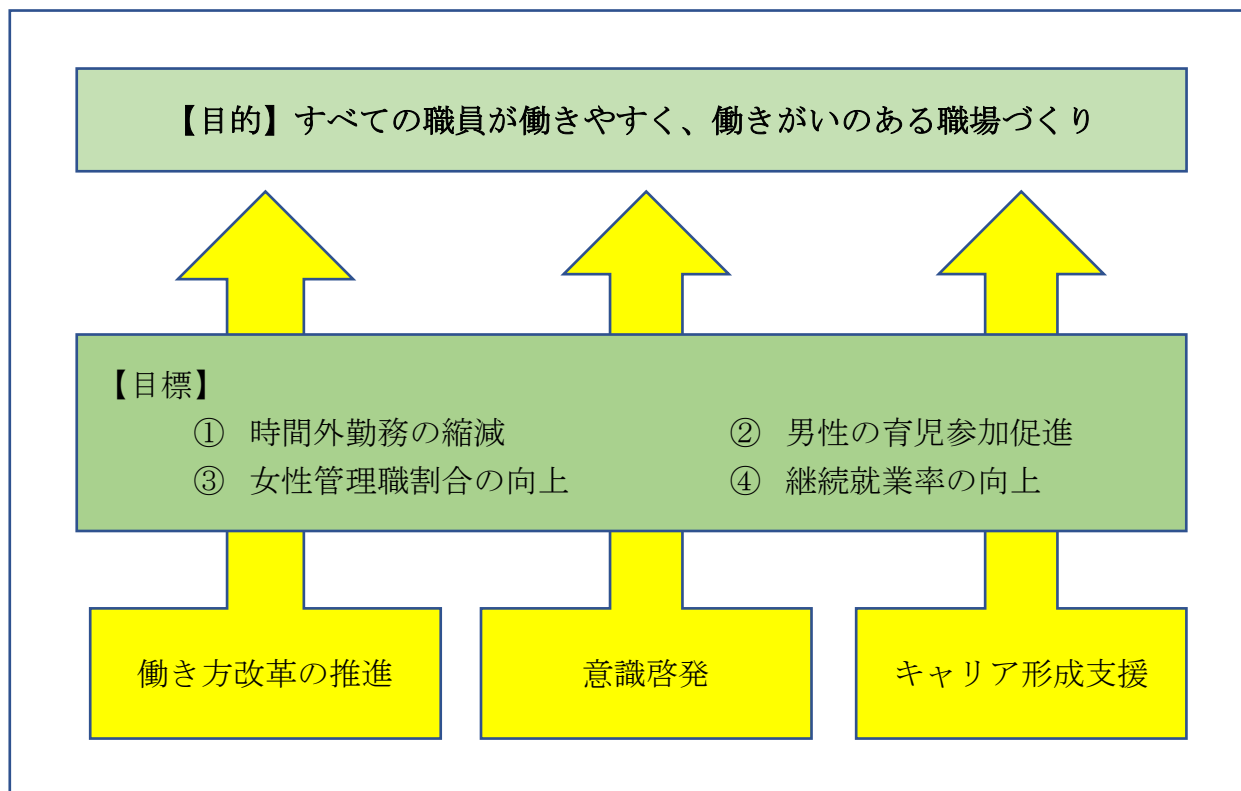 【目的】すべての職員が働きやすく、働きがいのある職場づくり
【目標】
① 時間外勤務の縮減 ② 男性の育児参加促進
③ 女性管理職割合の向上 ④ 継続就業率の向上
働き方改革の推進
意識啓発
キャリア形成支援